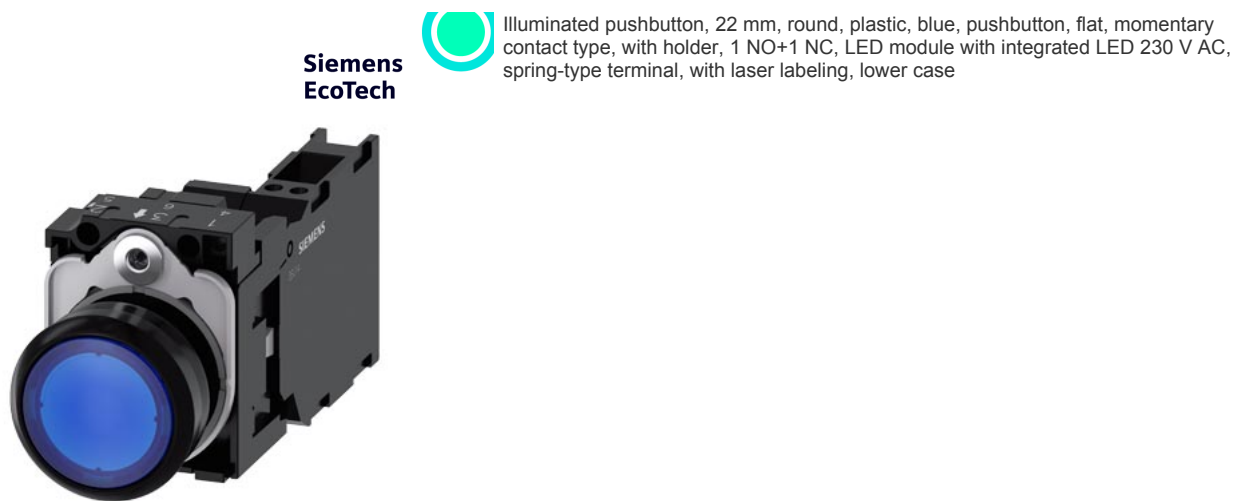 Siemens
EcoTech
Illuminated pushbutton, 22 mm, round, plastic, blue, pushbutton, flat, momentary
contact type, with holder, 1 NO+1 NC, LED module with integrated LED 230 V AC,
spring-type terminal, with laser labeling, lower case
SIEMENS